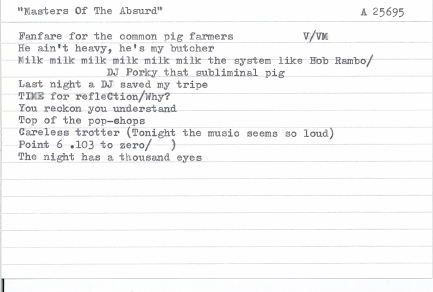 "Masters Of The Absurd" A 25695
Fanfare for the common pig farmers V/VM
He ain't heavy, he's my butcher
Milk milk milk milk milk milk the system like Hob Rambo/
DJ Porky that subliminal pig
Last night a DJ saved my tripe
TIME for refleCtion/Why?
You reckon you understand
Top of the pop-shops
Careless trotter (Tonight the music seems so loud)
Point 6 .103 to zero/ )
The night has a thousand eyes